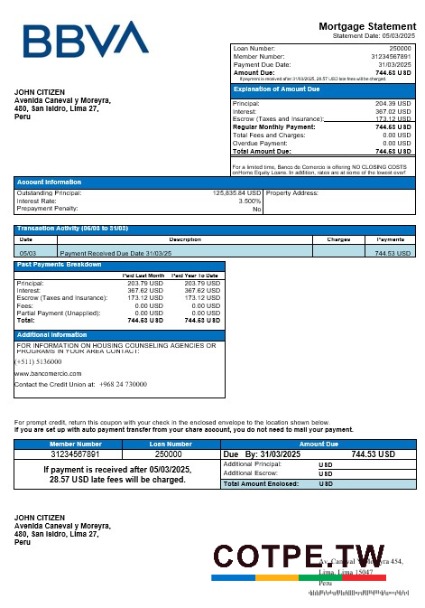 BBVA
Mortgage Statement
Statement Date: 05/03/2025
Loan Number: 250000
Member Number: 31234567891
Payment Due Date: 31/03/2025
Amount Due: 744.53 USD
If payment is received after 31/03/2025, 28.57 USD late fees will be charged.
JOHN CITIZEN
Avenida Canaval y Moreyra,
480, San Isidro, Lima 27,
Peru
Explanation of Amount Due
Principal: 204.39 USD
Interest: 367.02 USD
Escrow (Taxes and Insurance): 173.12 USD
Regular Monthly Payment: 744.53 USD
Total Fees and Charges: 0.00 USD
Overdue Payment: 0.00 USD
Total Amount Due: 744.53 USD
For a limited time, Banco de Comercio is offering NO CLOSING COSTS
on Home Equity Loans. In addition, rates are at some of the lowest ever!
Account Information
Outstanding Principal: 125,835.84 USD Property Address:
Interest Rate: 3.500%
Prepayment Penalty: No
Transaction Activity (05/03 to 31/03)
Date Description Charges Payments
05/03 Payment Received Due Date 31/03/25 744.53 USD
Past Payments Breakdown
Paid Last Month Paid Year To Date
Principal: 203.79 USD 203.79 USD
Interest: 367.62 USD 367.62 USD
Escrow (Taxes and Insurance): 173.12 USD 173.12 USD
Fees: 0.00 USD 0.00 USD
Partial Payment (Unapplied): 0.00 USD 0.00 USD
Total: 744.53 USD 744.53 USD
Additional Information
FOR INFORMATION ON HOUSING COUNSELING AGENCIES OR
PROGRAMS IN YOUR AREA CONTACT:
(+511) 5136000
www.bancomercio.com
Contact the Credit Union at: +968 24 730000
For prompt credit, return this coupon with your check in the enclosed envelope to the location shown below.
If you are set up with auto payment transfer from your share account, you do not need to mail your payment.
Member Number Loan Number Amount Due
31234567891 250000 Due By: 31/03/2025 744.53 USD
If payment is received after 05/03/2025,
28.57 USD late fees will be charged.
Additional Principal: USD
Additional Escrow: USD
Total Amount Enclosed: USD
JOHN CITIZEN
Avenida Canaval y Moreyra,
480, San Isidro, Lima 27,
Peru
COTPE.TW
454,
Lima, Lima 15047
Peru